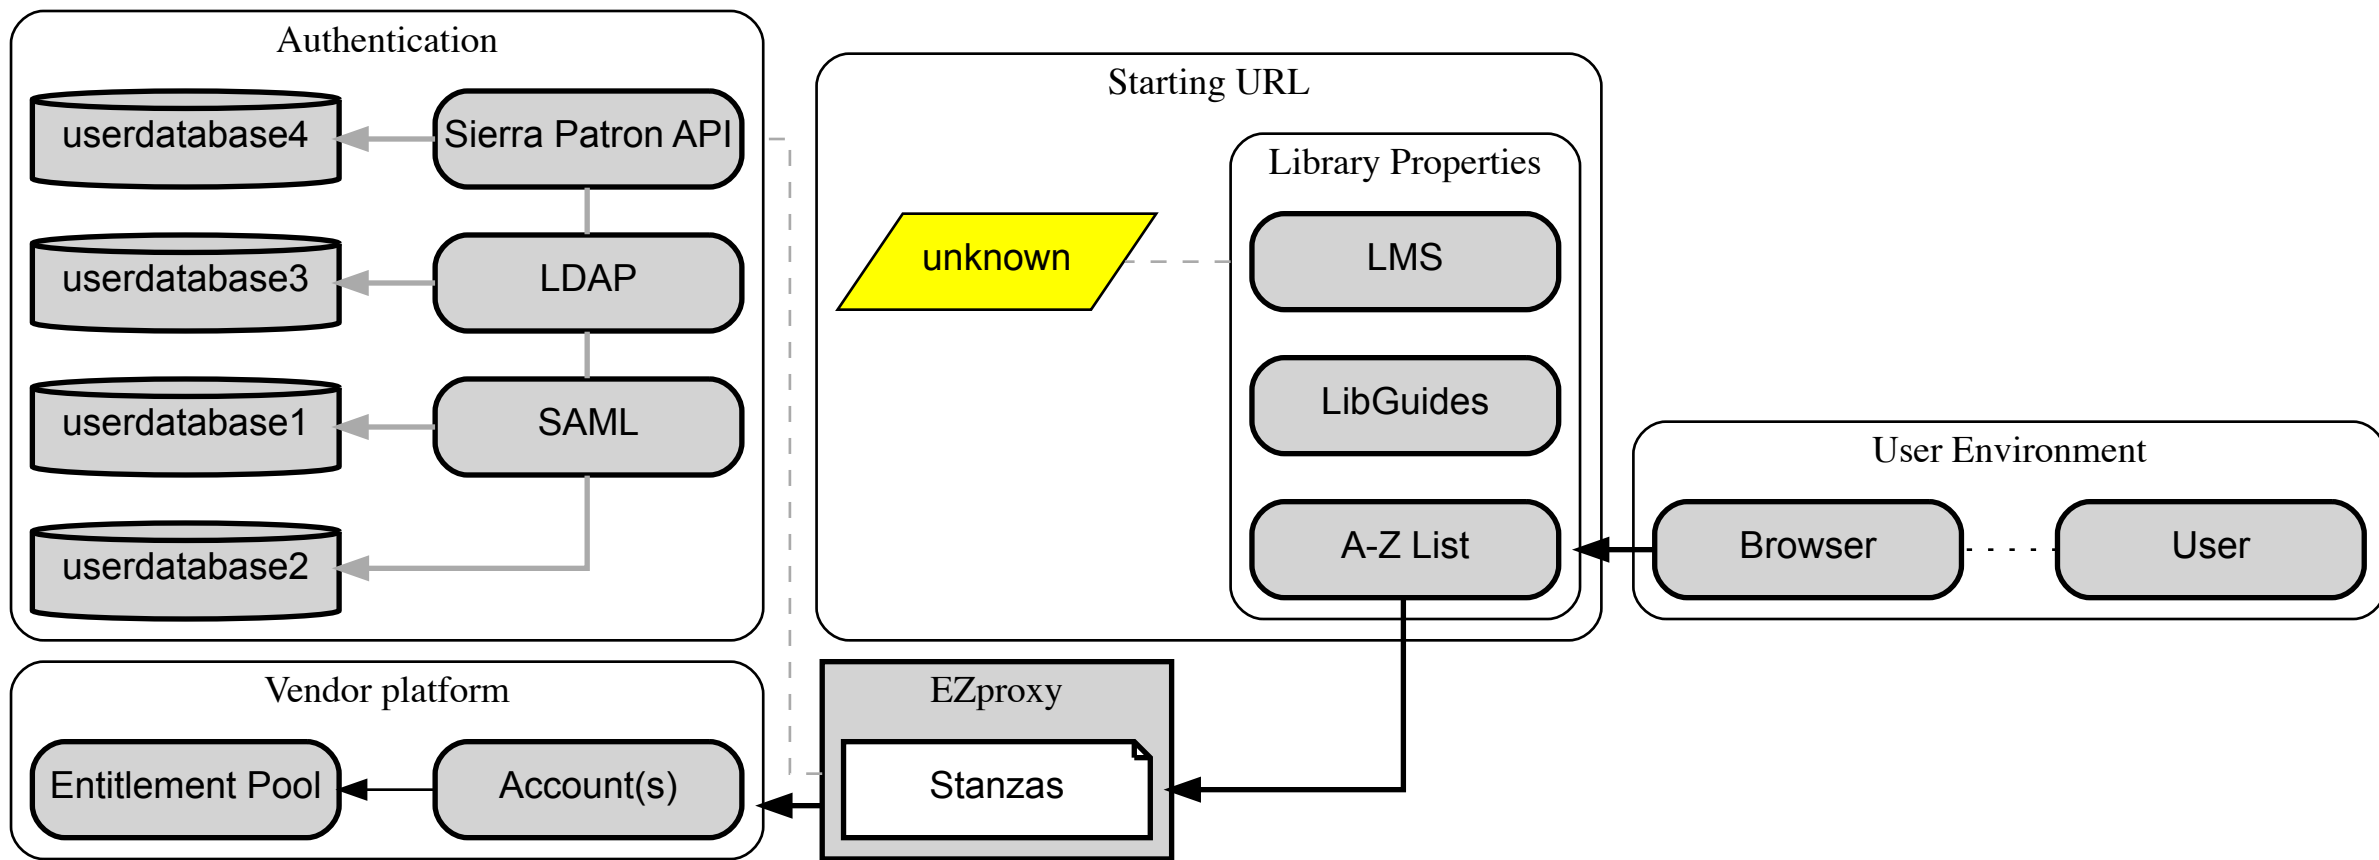 Authentication
userdatabase4
Sierra Patron API
userdatabase3
LDAP
userdatabase1
SAML
userdatabase2
Starting URL
Library Properties
unknown
LMS
LibGuides
A-Z List
User Environment
Browser
User
Vendor platform
Entitlement Pool
Account(s)
EZproxy
Stanzas